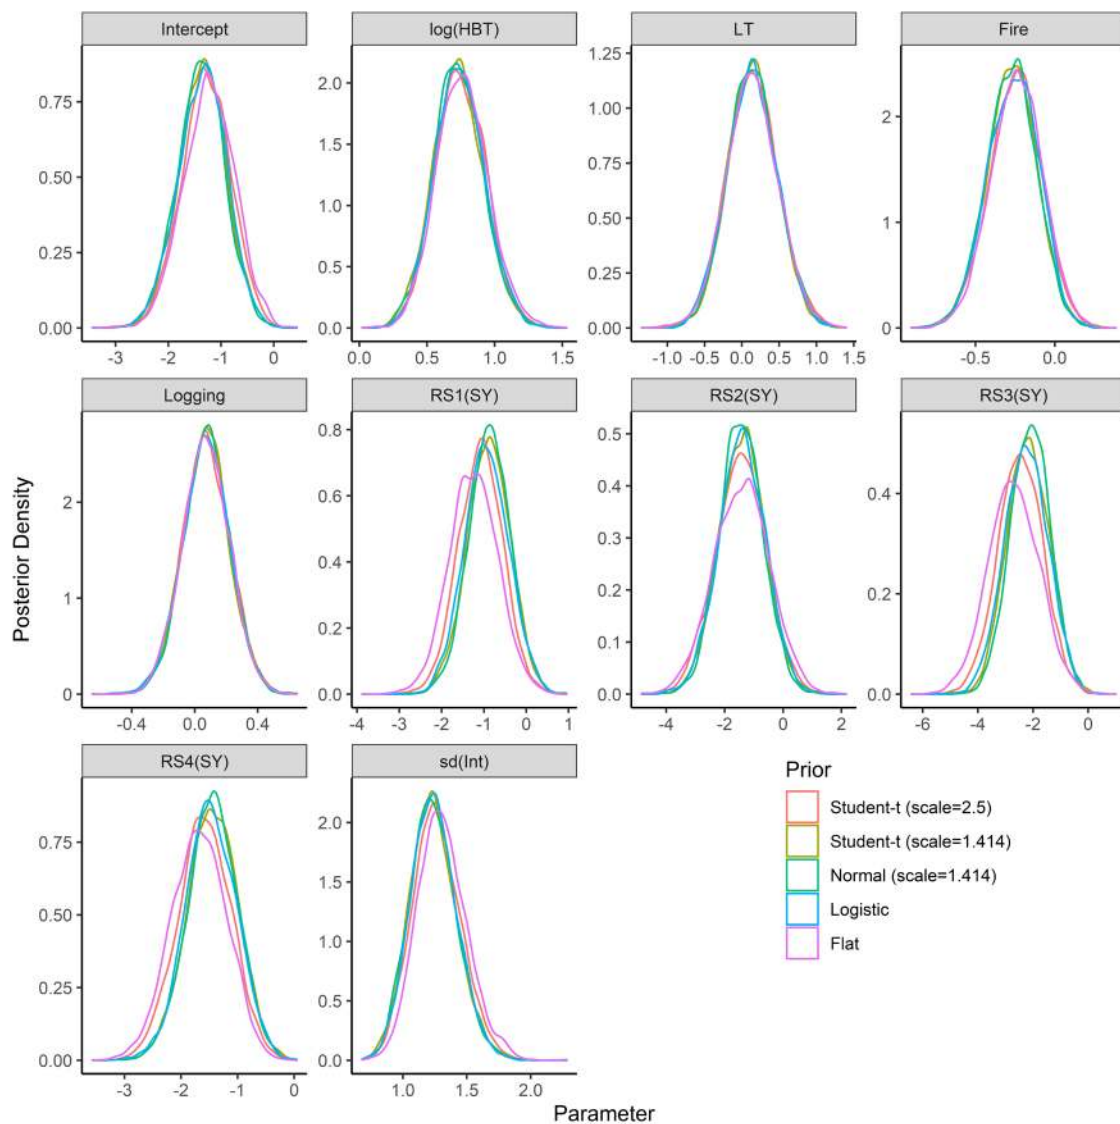 Intercept
log(HBT)
LT
Fire
0.75
0.50
0.25
0.00
-3 -2 -1 0
2.0
1.5
1.0
0.5
0.0
0.0 0.5 1.0 1.5
1.25
1.00
0.75
0.50
0.25
0.00
-1.0 -0.5 0.0 0.5 1.0 1.5
2
1
0
-0.5 0.0
Logging
RS1(SY)
RS2(SY)
RS3(SY)
2
1
0
-0.4 0.0 0.4
0.8
0.6
0.4
0.2
0.0
-4 -3 -2 -1 0 1
0.5
0.4
0.3
0.2
0.1
0.0
-4 -2 0 2
0.4
0.2
0.0
-6 -4 -2 0
RS4(SY)
sd(Int)
0.75
0.50
0.25
0.00
-3 -2 -1 0
2.0
1.5
1.0
0.5
0.0
1.0 1.5 2.0
Posterior Density
Parameter
Prior
Student-t (scale=2.5)
Student-t (scale=1.414)
Normal (scale=1.414)
Logistic
Flat